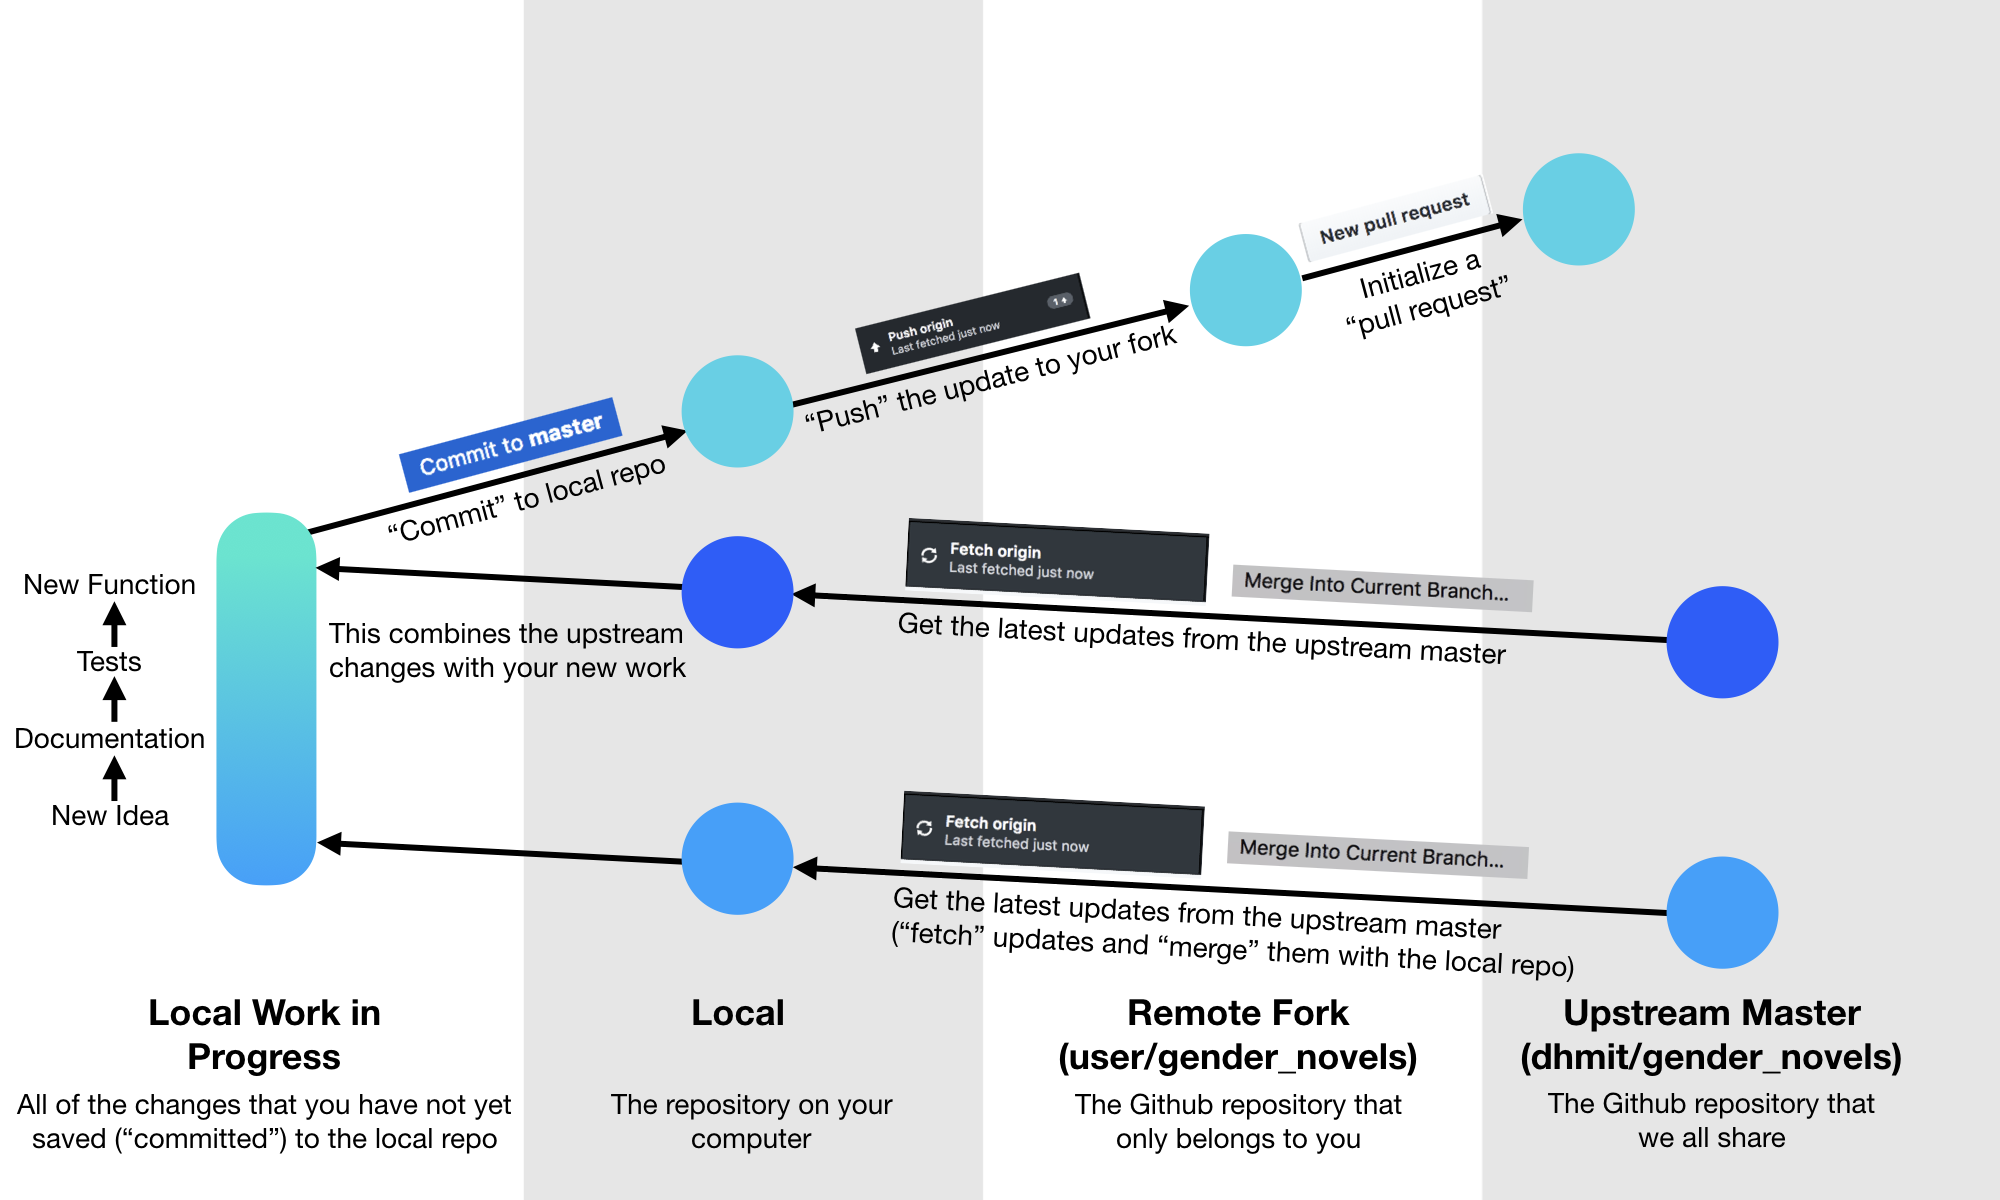 New pull request
Initialize a
“pull request”
Push origin
Last fetched just now
1
“Push” the update to your fork
Commit to master
“Commit” to local repo
New Function
Tests
Documentation
New Idea
This combines the upstream
changes with your new work
Fetch origin
Last fetched just now
Merge Into Current Branch...
Get the latest updates from the upstream master
Fetch origin
Last fetched just now
Merge Into Current Branch...
Get the latest updates from the upstream master
(“fetch” updates and “merge” them with the local repo)
Local Work in
Progress
All of the changes that you have not yet
saved (“committed”) to the local repo
Local
The repository on your
computer
Remote Fork
(user/gender_novels)
The Github repository that
only belongs to you
Upstream Master
(dhmit/gender_novels)
The Github repository that
we all share